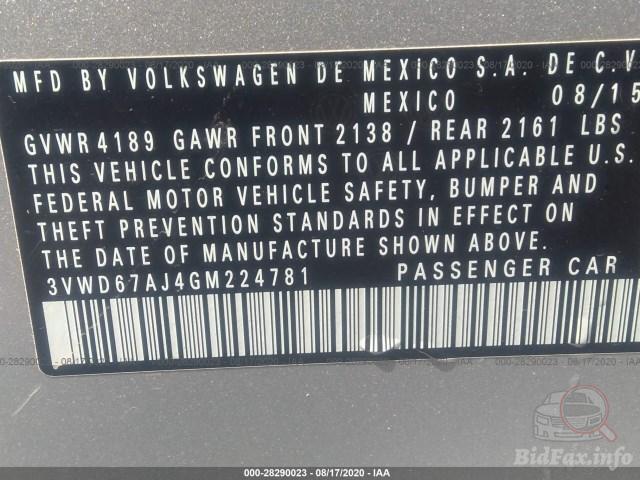 MFD BY VOLKSWAGEN DE MEXICO S.A. DE C.V
MEXICO 08/15
GVWR 4189 GAWR FRONT 2138 / REAR 2161 LBS
THIS VEHICLE CONFORMS TO ALL APPLICABLE U.S.
FEDERAL MOTOR VEHICLE SAFETY, BUMPER AND
THEFT PREVENTION STANDARDS IN EFFECT ON
THE DATE OF MANUFACTURE SHOWN ABOVE.
3VWD67AJ4GM224781 PASSENGER CAR
BidFax.info
000-28290023 - 08/17/2020 - IAA